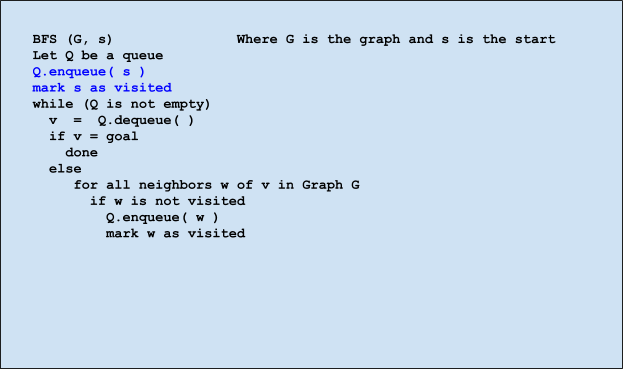 BFS (G, s)               Where G is the graph and s is the start
Let Q be a queue
Q.enqueue( s )
mark s as visited
while (Q is not empty)
  v  =  Q.dequeue( )
  if v = goal
    done
  else
     for all neighbors w of v in Graph G
       if w is not visited
         Q.enqueue( w )
         mark w as visited